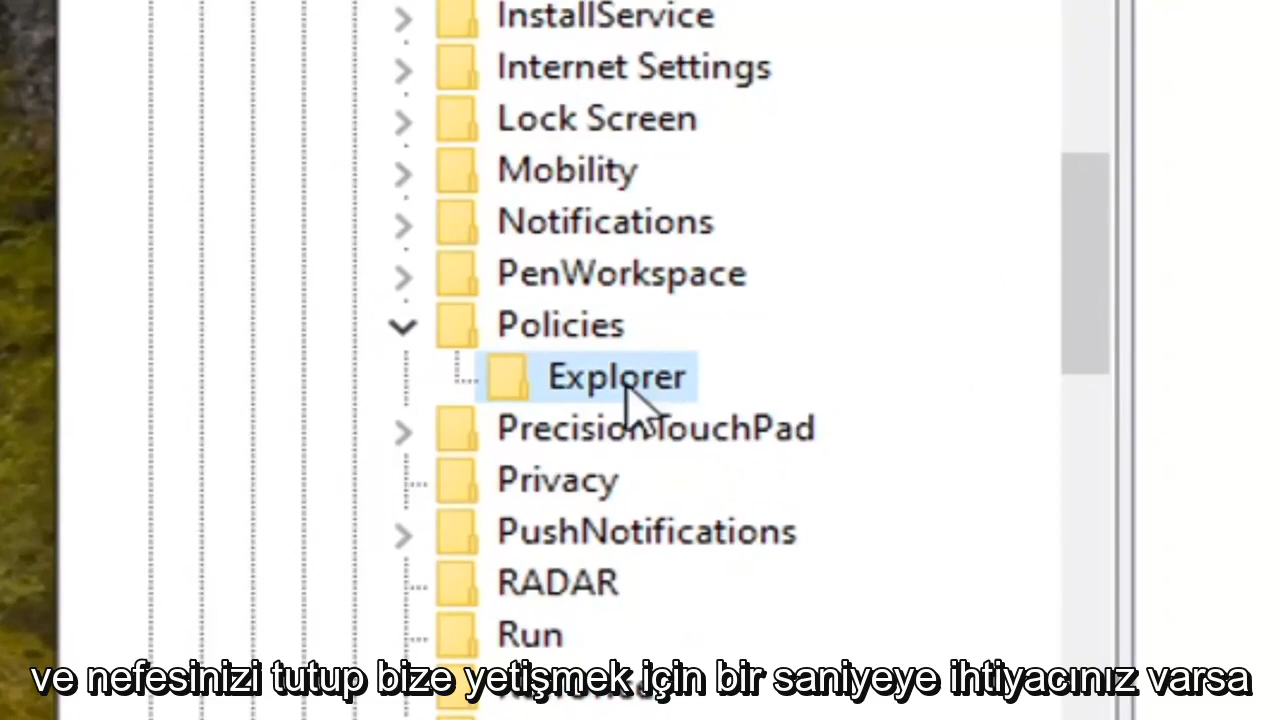 InstallService
Internet Settings
Lock Screen
Mobility
Notifications
PenWorkspace
Policies
Explorer
PrecisionTouchPad
Privacy
PushNotifications
RADAR
Run
ve nefesinizi tutup bize yetişmek için bir saniyeye ihtiyacınız varsa